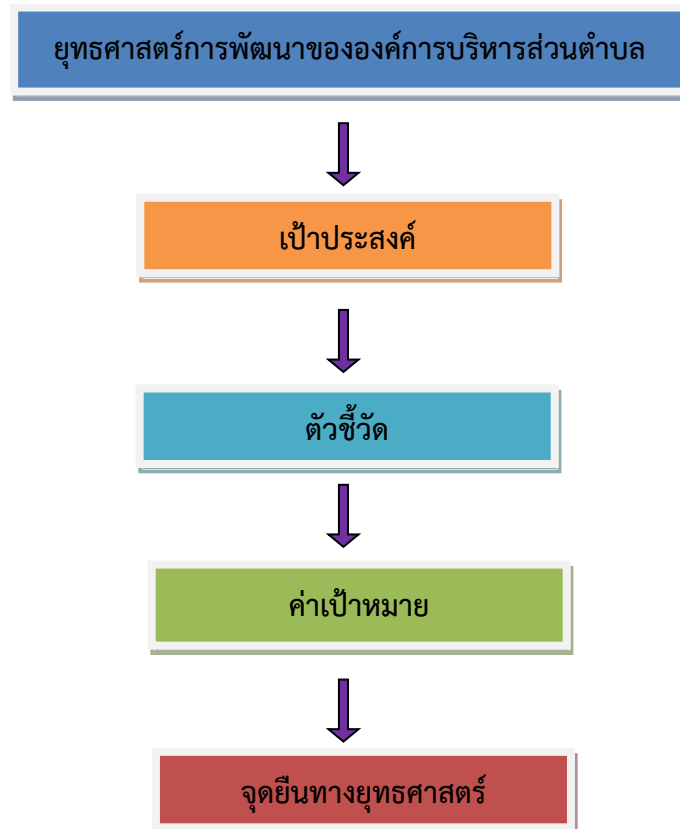 ยุทธศาสตร์การพัฒนาขององค์การบริหารส่วนตำบล
เป้าประสงค์
ตัวชี้วัด
ค่าเป้าหมาย
จุดยืนทางยุทธศาสตร์